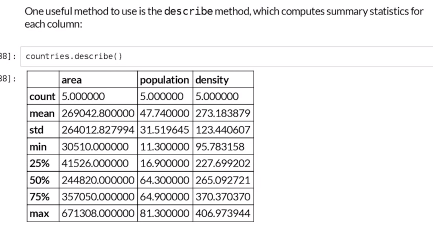 One useful method to use is the describe method, which computes summary statistics for
each column:
38]: countries.describe()
38]:
area population density
count 5.000000 5.000000 5.000000
mean 269042.800000 47.740000 273.183879
std 264012.827994 31.519645 123.440607
min 30510.000000 11.300000 95.783158
25% 41526.000000 16.900000 227.699202
50% 244820.000000 64.300000 265.092721
75% 357050.000000 64.900000 370.370370
max 671308.000000 81.300000 406.973944